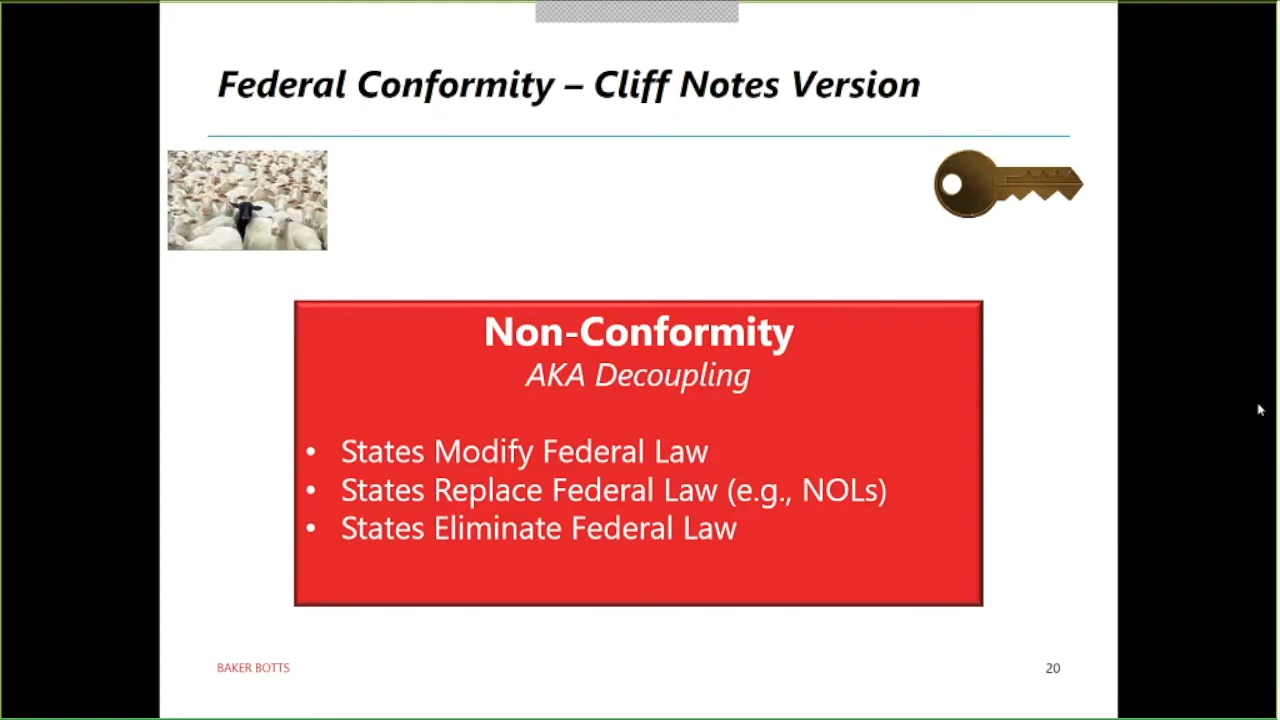 Federal Conformity – Cliff Notes Version
Non-Conformity
AKA Decoupling
• States Modify Federal Law
• States Replace Federal Law (e.g., NOLs)
• States Eliminate Federal Law
BAKER BOTTS
20